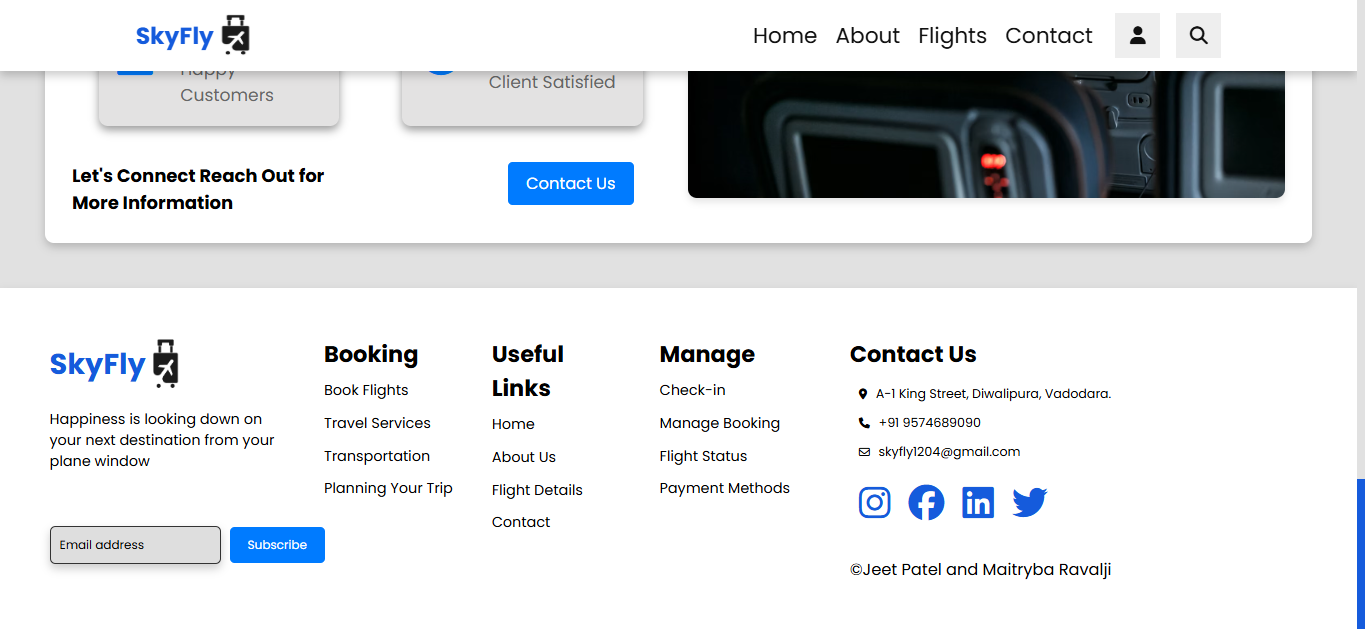 SkyFly
Home About Flights Contact
Happy
Customers
Client Satisfied
Let's Connect Reach Out for
More Information
Contact Us
SkyFly
Happiness is looking down on
your next destination from your
plane window
Email address
Subscribe
Booking
Book Flights
Travel Services
Transportation
Planning Your Trip
Useful
Links
Home
About Us
Flight Details
Contact
Manage
Check-in
Manage Booking
Flight Status
Payment Methods
Contact Us
A-1 King Street, Diwalipura, Vadodara.
+91 9574689090
skyfly1204@gmail.com
©Jeet Patel and Maitryba Ravalji